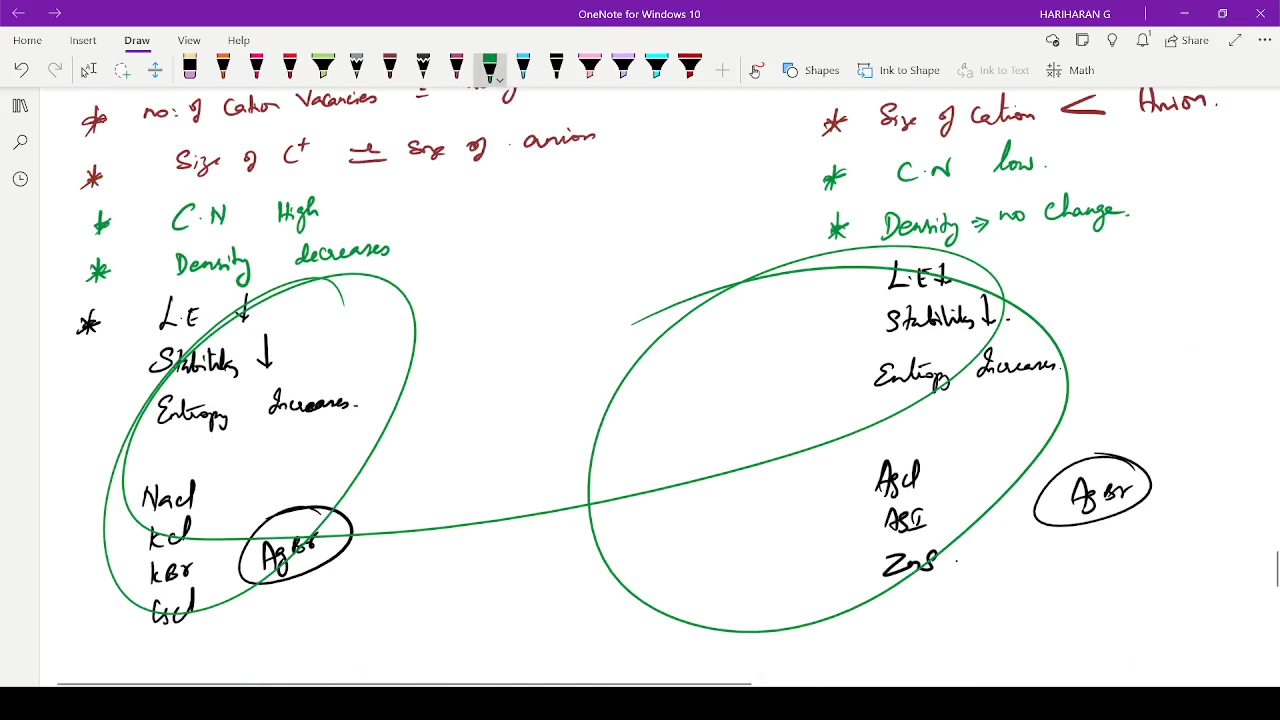 OneNote for Windows 10
HARIHARAN G
Home Insert Draw View Help
Share
Shapes
Ink to Shape
Ink to Text
Math
* no: of Cation Vacancies =
* Size of C+ = Size of anion
* C.N High
* Density decreases
* L.E ↓
Stability ↓
Entropy Increases.
NaCl
KCl
KBr
CsCl
AgBr
* Size of Cation < Anion.
* C.N low.
* Density ⇒ no change.
L.E ↓
Stability ↓.
Entropy Increases.
AgCl
AgI
ZnS
AgBr